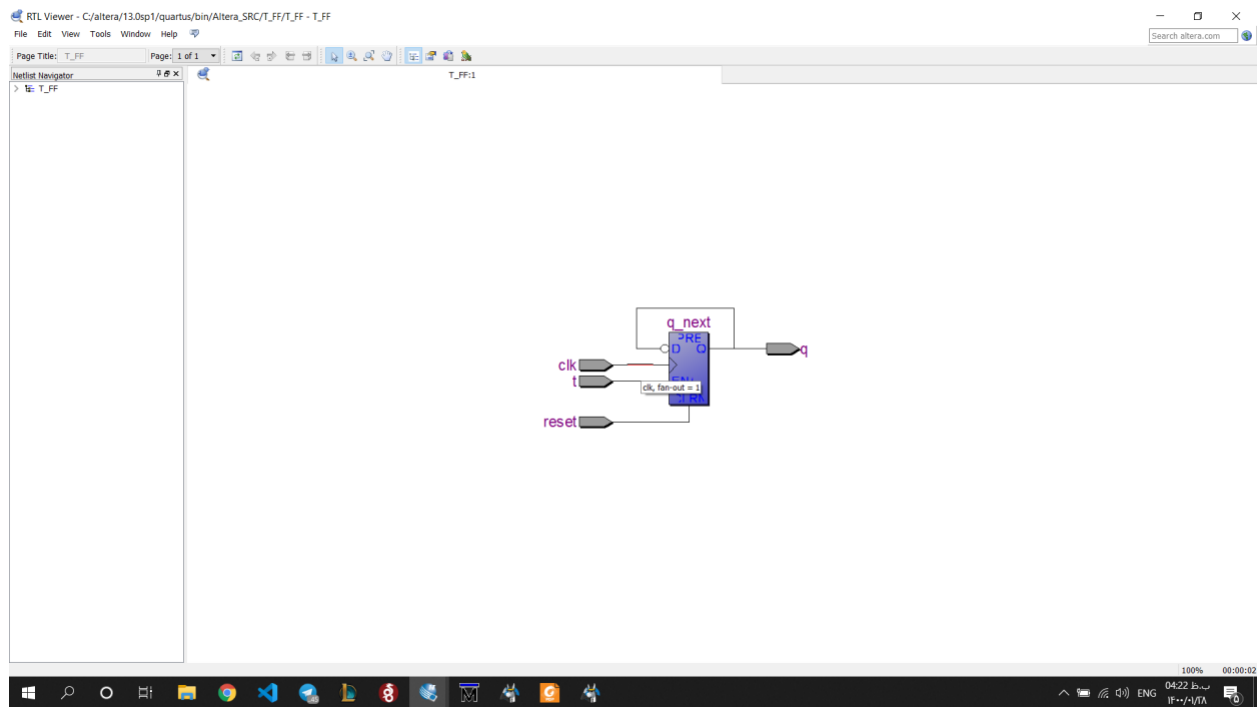 RTL Viewer - C:/altera/13.0sp1/quartus/bin/Altera_SRC/T_FF/T_FF - T_FF
File Edit View Tools Window Help
Search altera.com
Page Title: T_FF Page: 1 of 1
Netlist Navigator
T_FF:1
T_FF
q_next
PRE
D Q
q
clk
t
clk, fan-out = 1
reset
100% 00:00:02
ENG
04:22 ب.ظ
۱۴۰۰/۰۱/۲۸